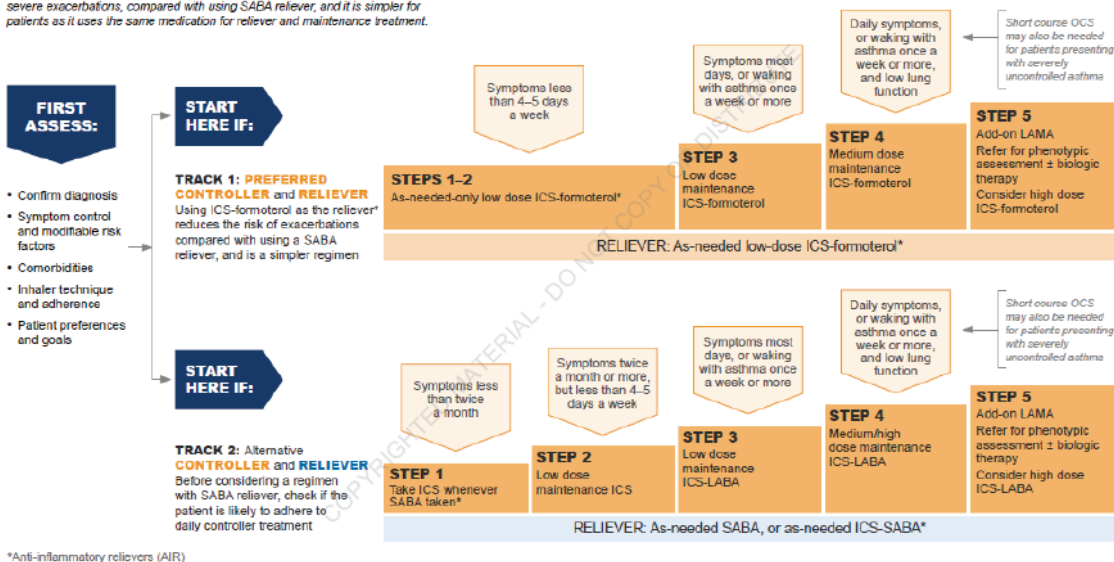 severe exacerbations, compared with using SABA reliever, and it is simpler for
patients as it uses the same medication for reliever and maintenance treatment.
FIRST
ASSESS:
• Confirm diagnosis
• Symptom control
and modifiable risk
factors
• Comorbidities
• Inhaler technique
and adherence
• Patient preferences
and goals
START
HERE IF:
TRACK 1: PREFERRED
CONTROLLER and RELIEVER
Using ICS-formoterol as the reliever*
reduces the risk of exacerbations
compared with using a SABA
reliever, and is a simpler regimen
Symptoms less
than 4–5 days
a week
Symptoms most
days, or waking
with asthma once
a week or more
Daily symptoms,
or waking with
asthma once a
week or more,
and low lung
function
Short course OCS
may also be needed
for patients presenting
with severely
uncontrolled asthma
STEPS 1–2
As-needed-only low dose ICS-formoterol*
STEP 3
Low dose
maintenance
ICS-formoterol
STEP 4
Medium dose
maintenance
ICS-formoterol
STEP 5
Add-on LAMA
Refer for phenotypic
assessment ± biologic
therapy
Consider high dose
ICS-formoterol
RELIEVER: As-needed low-dose ICS-formoterol*
START
HERE IF:
TRACK 2: Alternative
CONTROLLER and RELIEVER
Before considering a regimen
with SABA reliever, check if the
patient is likely to adhere to
daily controller treatment
Symptoms less
than twice
a month
Symptoms twice
a month or more,
but less than 4–5
days a week
Symptoms most
days, or waking
with asthma once
a week or more
Daily symptoms,
or waking with
asthma once a
week or more,
and low lung
function
Short course OCS
may also be needed
for patients presenting
with severely
uncontrolled asthma
STEP 1
Take ICS whenever
SABA taken*
STEP 2
Low dose
maintenance ICS
STEP 3
Low dose
maintenance
ICS-LABA
STEP 4
Medium/high
dose maintenance
ICS-LABA
STEP 5
Add-on LAMA
Refer for phenotypic
assessment ± biologic
therapy
Consider high dose
ICS-LABA
RELIEVER: As-needed SABA, or as-needed ICS-SABA*
*Anti-inflammatory relievers (AIR)
COPYRIGHTED MATERIAL - DO NOT COPY OR DISTRIBUTE